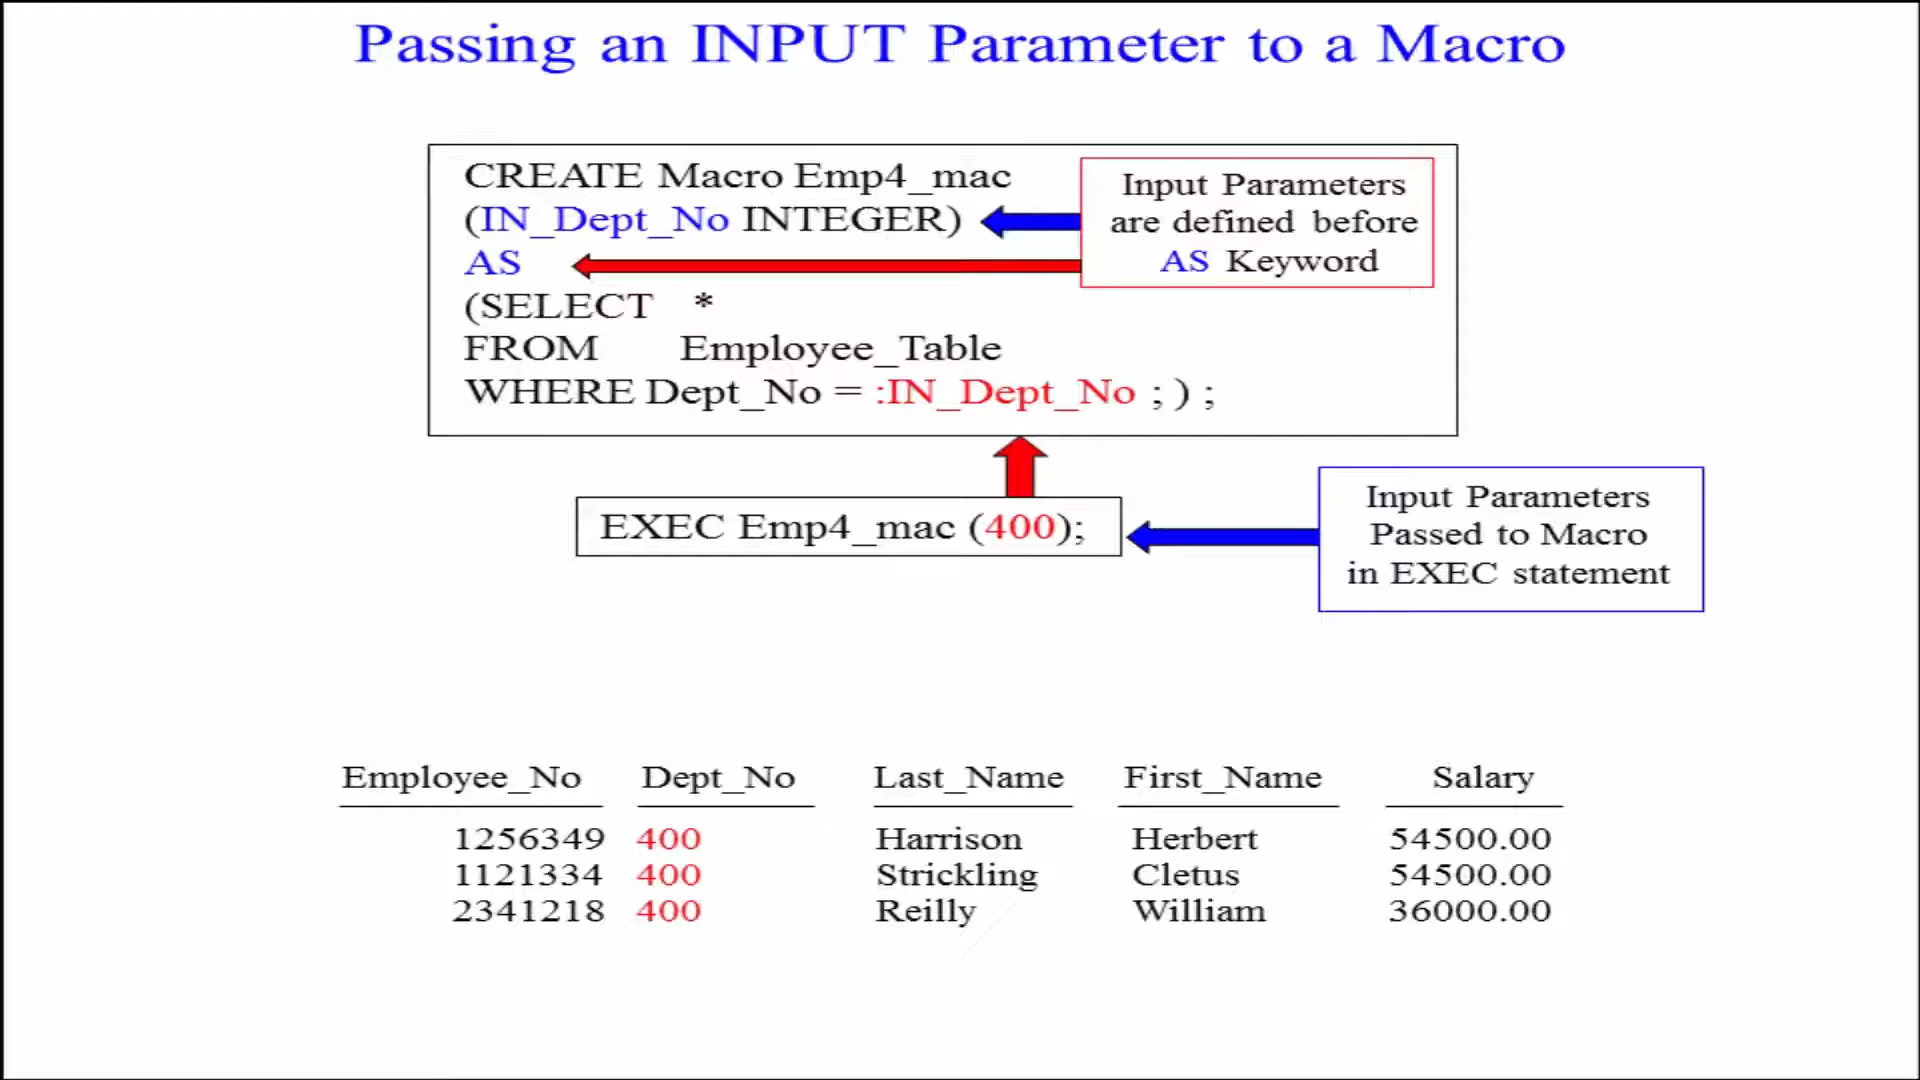 Passing an INPUT Parameter to a Macro
CREATE Macro Emp4_mac
(IN_Dept_No INTEGER)
AS
(SELECT *
FROM Employee_Table
WHERE Dept_No = :IN_Dept_No ; ) ;
Input Parameters
are defined before
AS Keyword
EXEC Emp4_mac (400);
Input Parameters
Passed to Macro
in EXEC statement
Employee_No Dept_No Last_Name First_Name Salary
1256349 400 Harrison Herbert 54500.00
1121334 400 Strickling Cletus 54500.00
2341218 400 Reilly William 36000.00